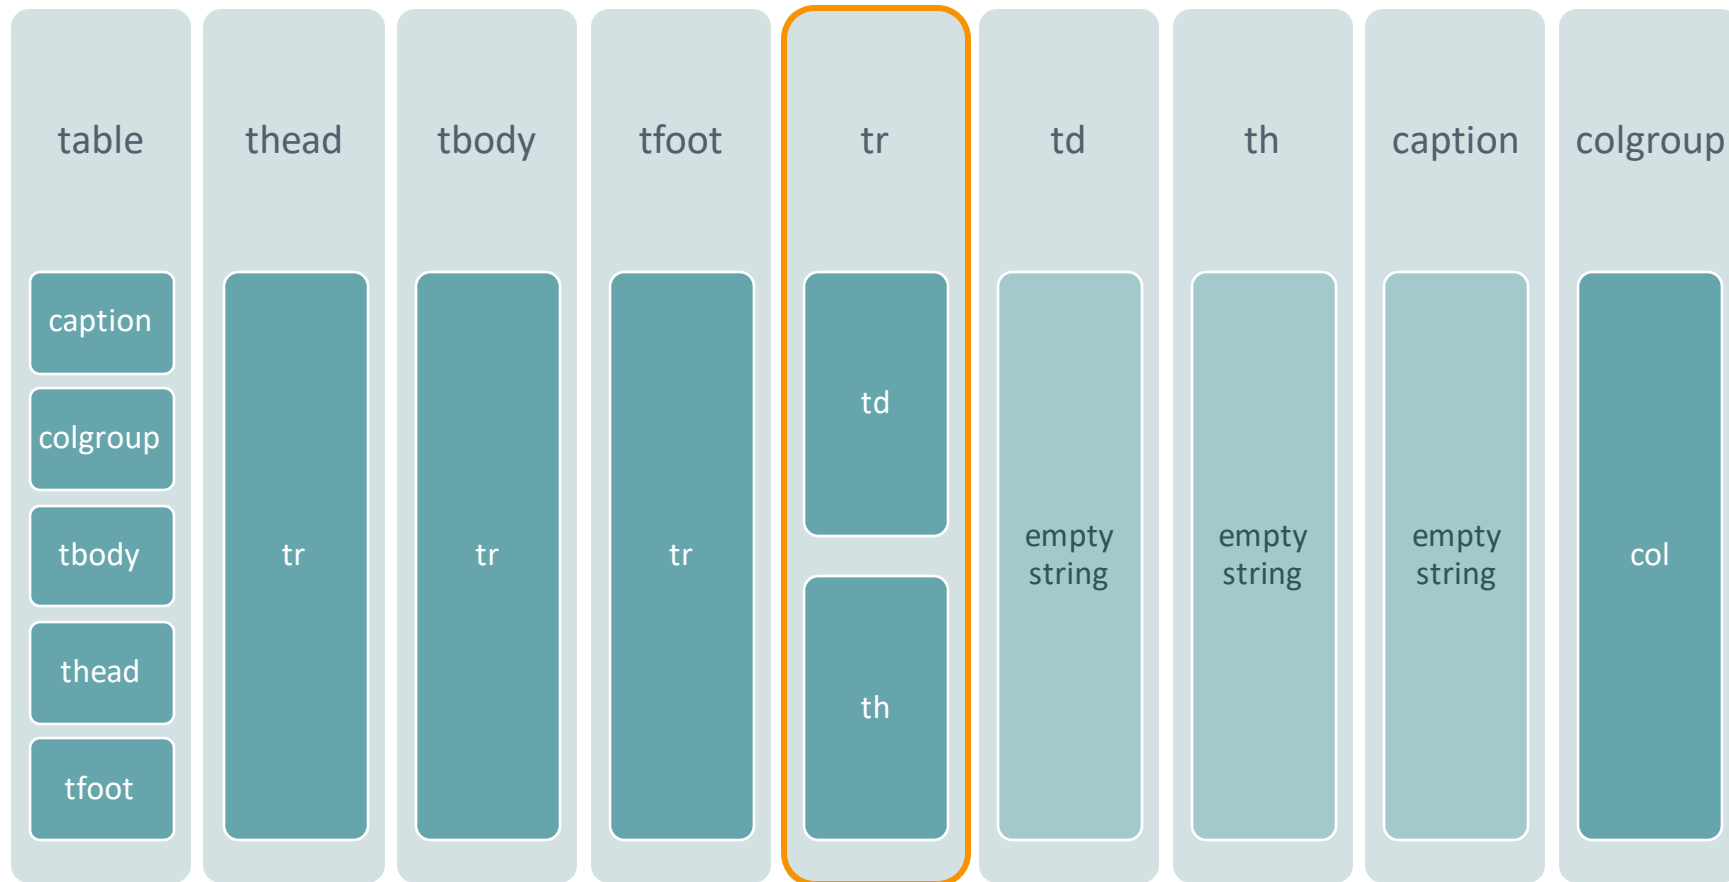 table
thead
tbody
tfoot
tr
td
th
caption
colgroup
caption
colgroup
tbody
thead
tfoot
tr
tr
tr
td
th
empty
string
empty
string
empty
string
col